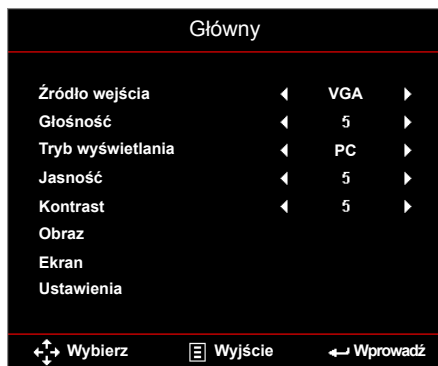 Główny
Źródło wejścia VGA
Głośność 5
Tryb wyświetlania PC
Jasność 5
Kontrast 5
Obraz
Ekran
Ustawienia
Wybierz Wyjście Wprowadź